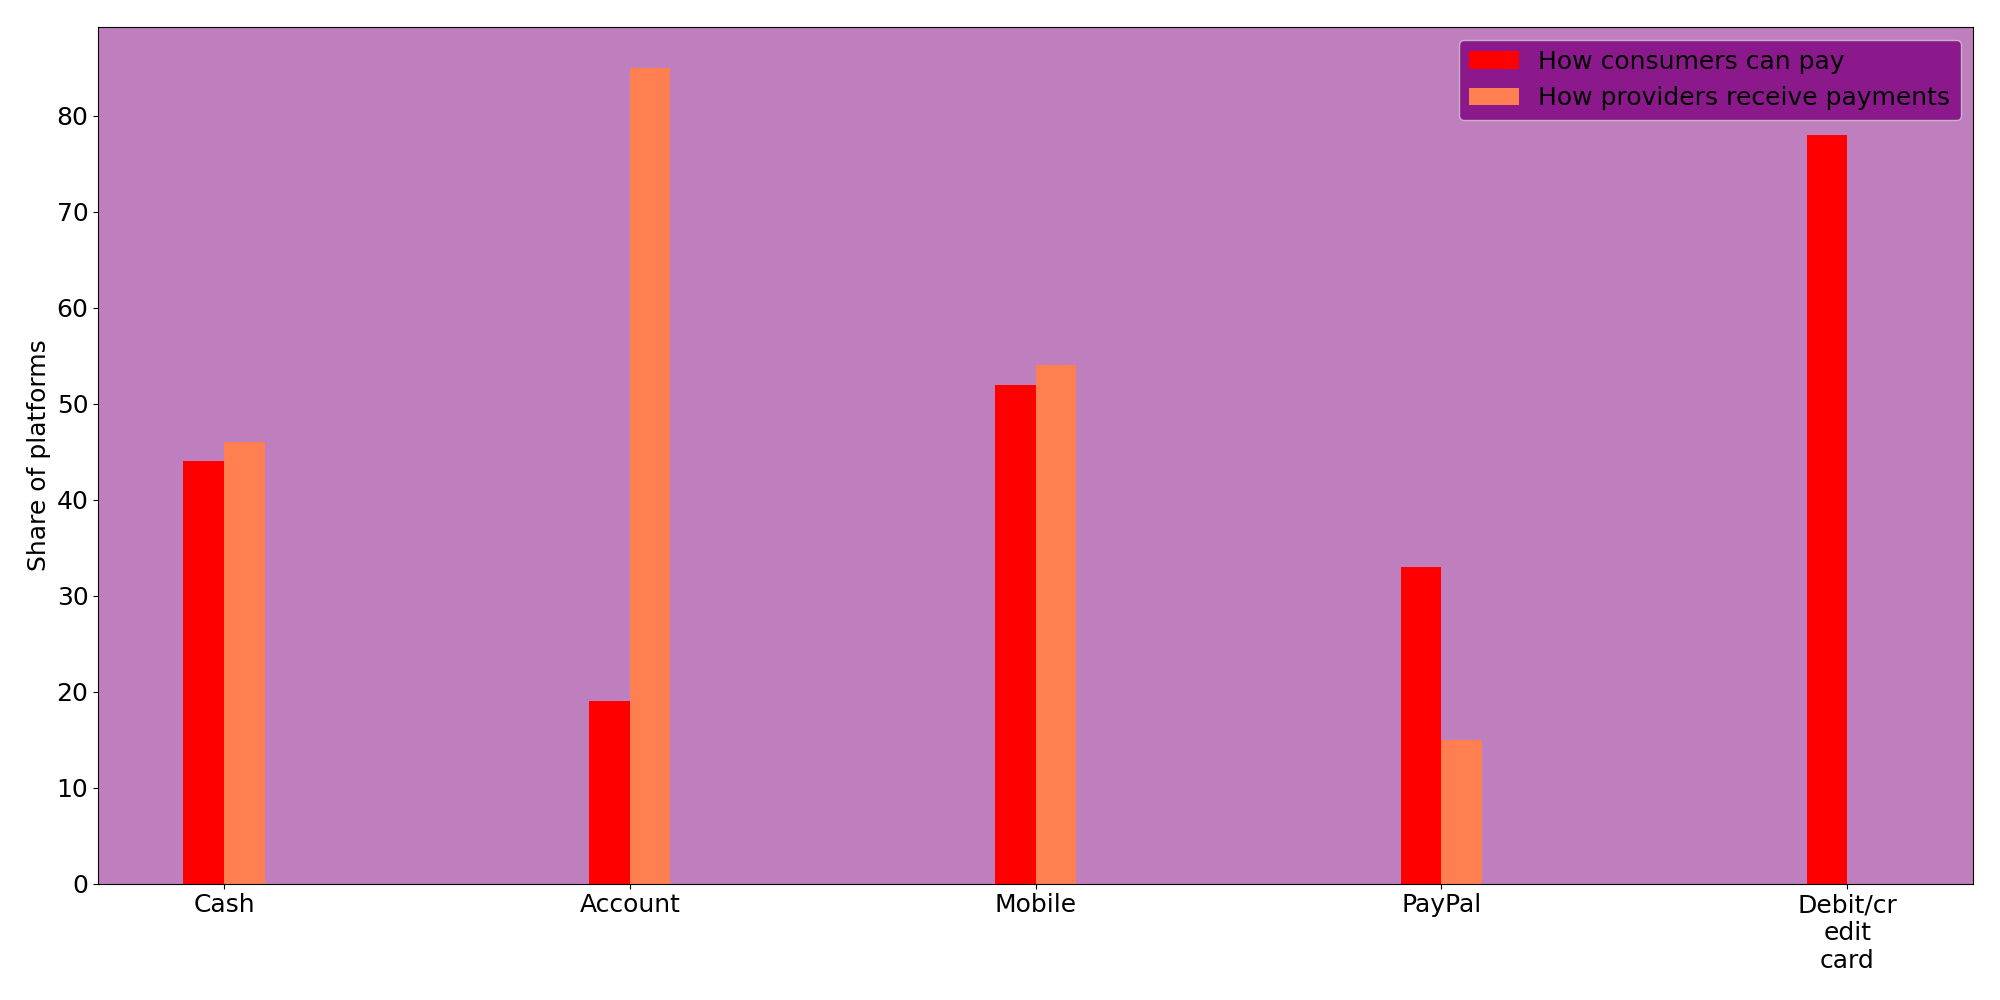 How consumers can pay
How providers receive payments
Share of platforms
80
70
60
50
40
30
20
10
0
Cash
Account
Mobile
PayPal
Debit/cr
edit
card